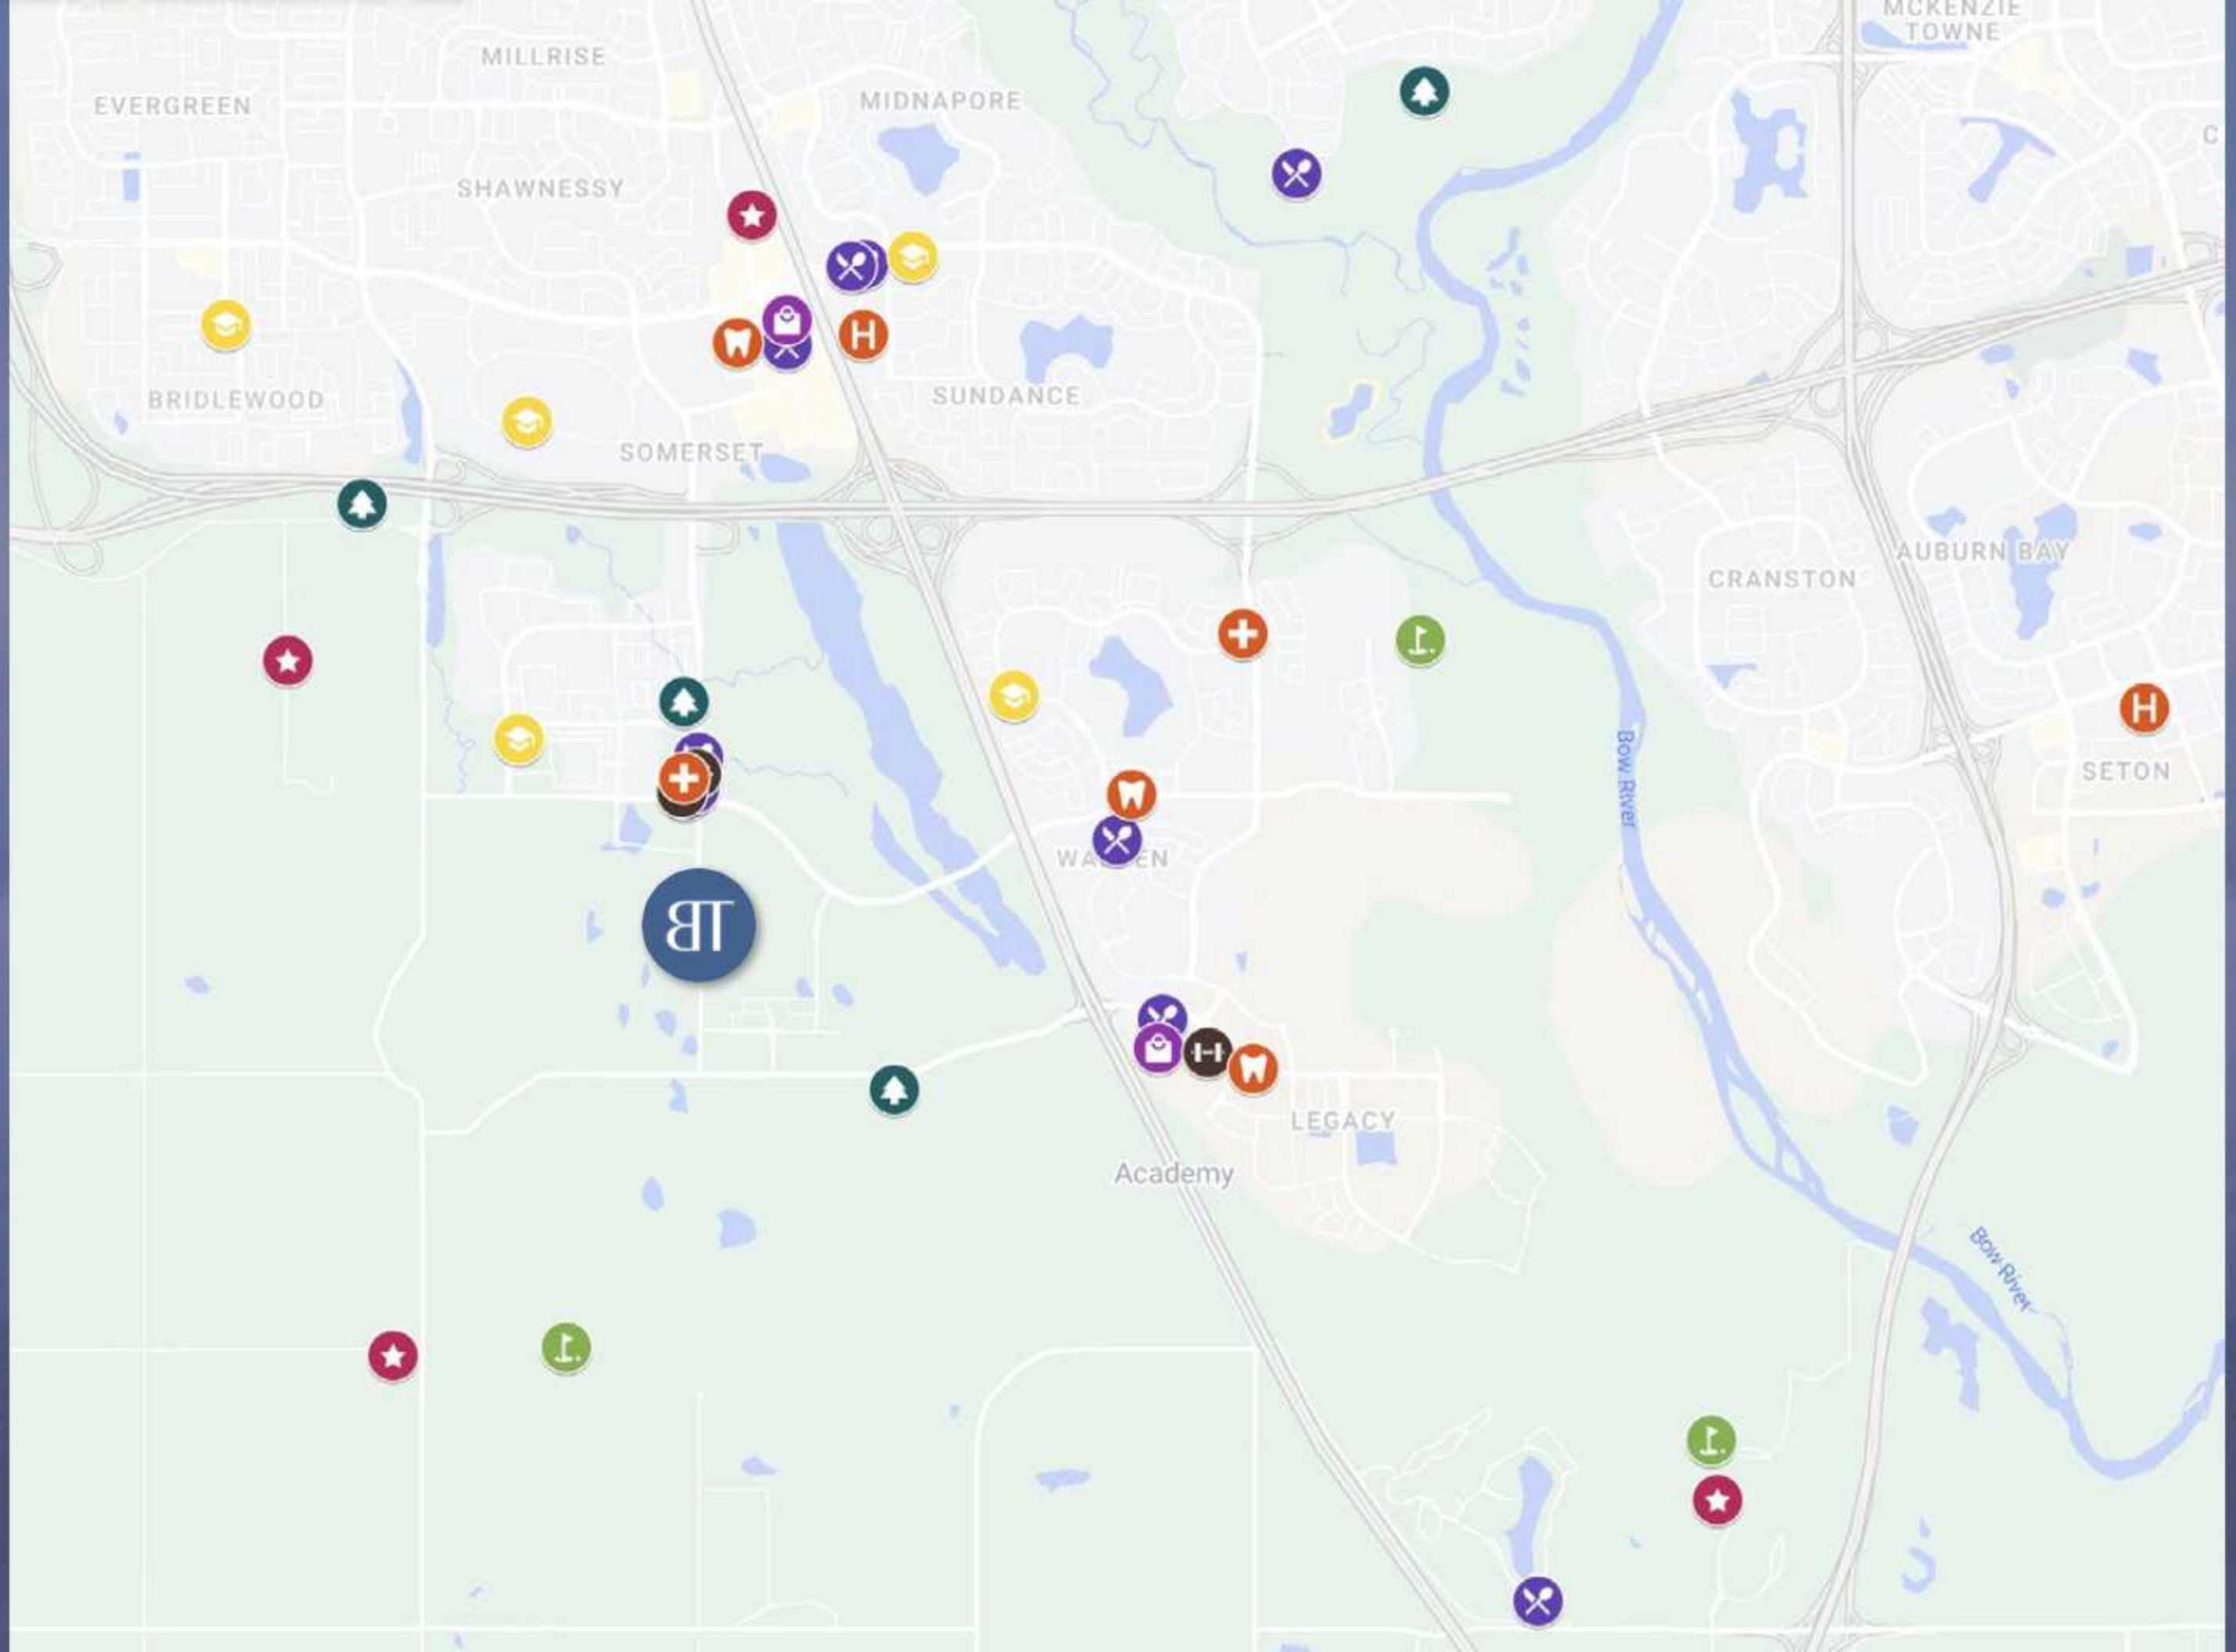 MCKENZIE
TOWNE
MILLRISE
EVERGREEN
MIDNAPORE
C
SHAWNESSY
BRIDLEWOOD
SUNDANCE
SOMERSET
AUBURN BAY
CRANSTON
H
H
SETON
Bow River
BT
LEGACY
Academy
Bow River